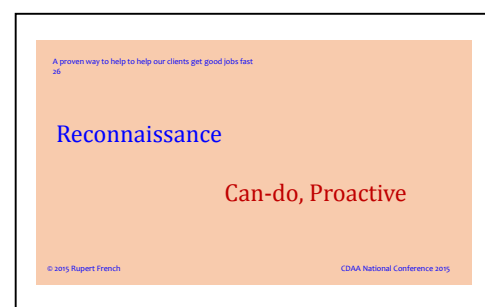 A proven way to help to help our clients get good jobs fast
26
Reconnaissance
Can-do, Proactive
© 2015 Rupert French
CDAA National Conference 2015